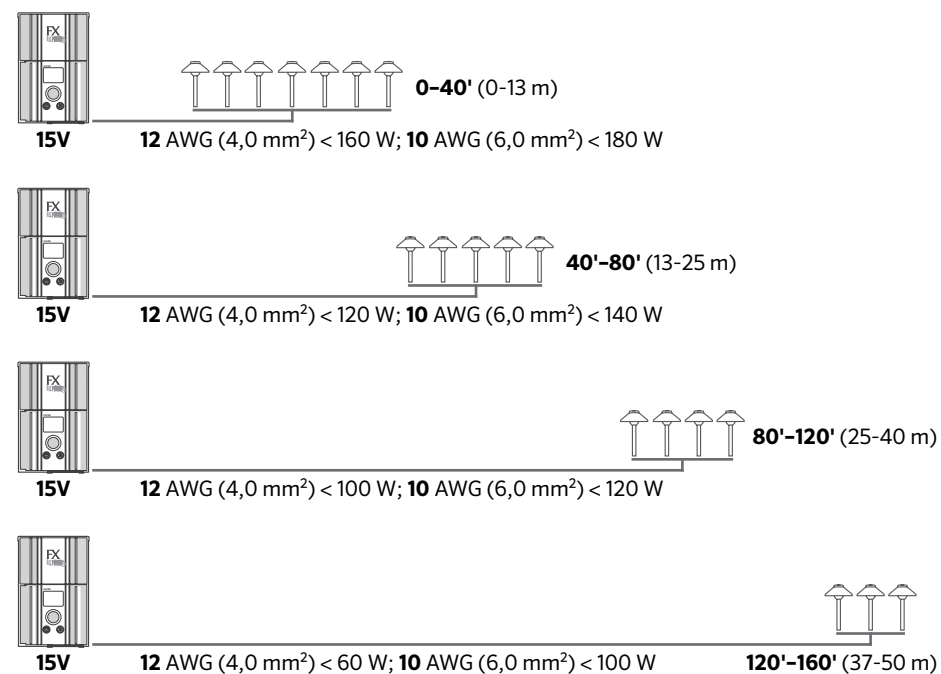 FX
0–40' (0-13 m)
15V
12 AWG (4,0 mm²) < 160 W; 10 AWG (6,0 mm²) < 180 W
FX
40'–80' (13-25 m)
15V
12 AWG (4,0 mm²) < 120 W; 10 AWG (6,0 mm²) < 140 W
FX
80'–120' (25-40 m)
15V
12 AWG (4,0 mm²) < 100 W; 10 AWG (6,0 mm²) < 120 W
FX
15V
12 AWG (4,0 mm²) < 60 W; 10 AWG (6,0 mm²) < 100 W
120'–160' (37-50 m)